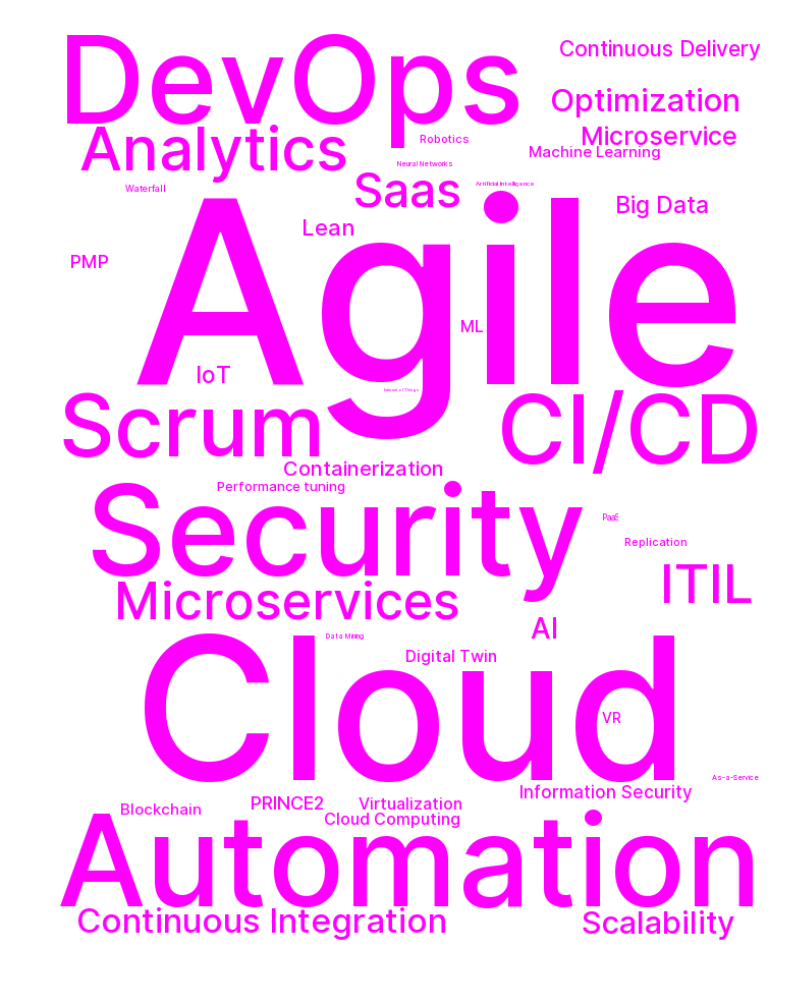 DevOps
Continuous Delivery
Optimization
Analytics
Robotics
Microservice
Machine Learning
Neural Networks
Waterfall
Saas
Artificial Intelligence
Big Data
Lean
PMP
Agile
ML
IoT
Internet of Things
Scrum
CI/CD
Containerization
Performance tuning
Security
PaaS
Replication
ITIL
Microservices
AI
Data Mining
Digital Twin
Cloud
VR
As-a-Service
Information Security
Blockchain
PRINCE2
Virtualization
Cloud Computing
Automation
Continuous Integration
Scalability